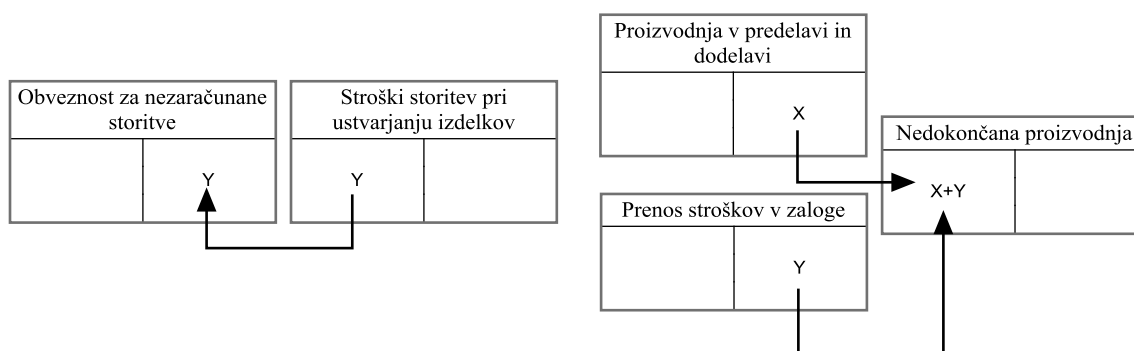 Obveznost za nezaračunane
storitve
Y
Stroški storitev pri
ustvarjanju izdelkov
Y
Proizvodnja v predelavi in
dodelavi
X
Prenos stroškov v zaloge
Y
Nedokončana proizvodnja
X+Y